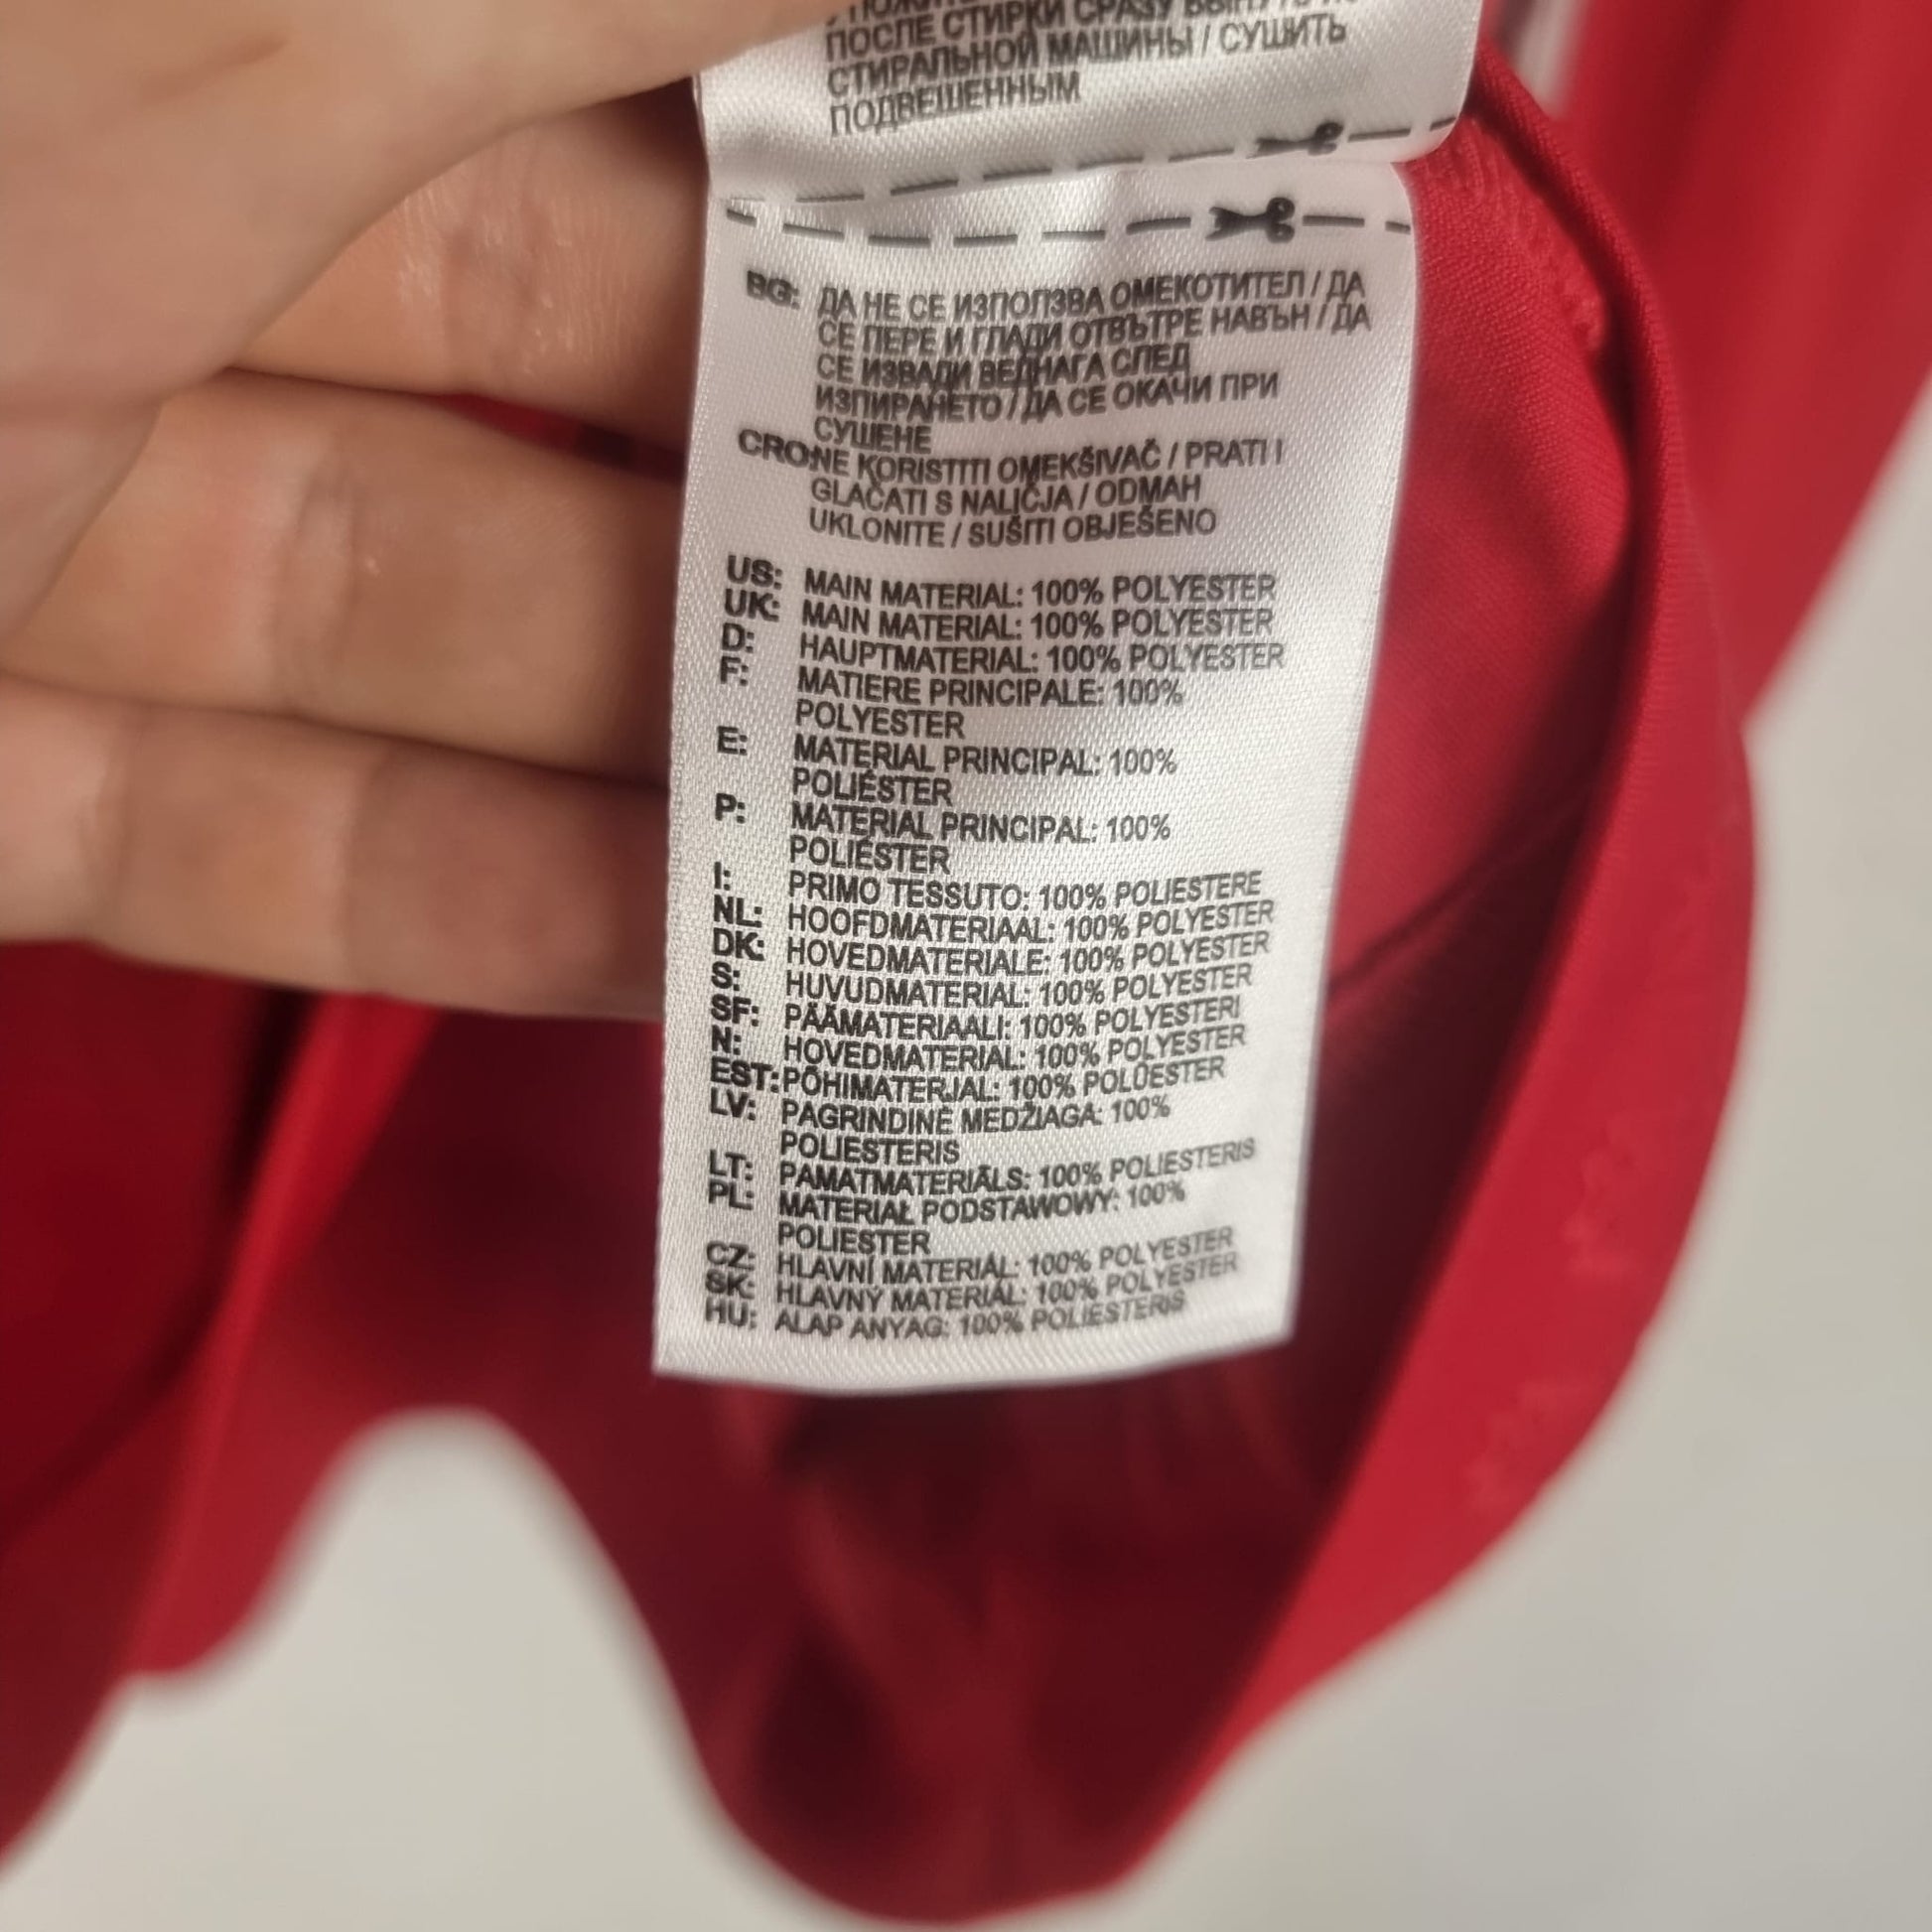 ПОСЛЕ СТИРКИ СРАЗУ
СТИРАЛЬНОЙ МАШИНЫ / СУШИТЬ
ПОДВЕШЕННЫМ
BG: ДА НЕ СЕ ИЗПОЛЗВА ОМЕКОТИТЕЛ / ДА
СЕ ПЕРЕ И ГЛАДИ ОТВЪТРЕ НАВЪН / ДА
СЕ ИЗВАДИ ВЕДНАГА СЛЕД
ИЗПИРАНЕТО / ДА СЕ ОКАЧИ ПРИ
СУШЕНЕ
CRO: NE KORISTITI OMEKŠIVAČ / PRATI I
GLAČATI S NALIČJA / ODMAH
UKLONITE / SUŠITI OBJEŠENO
US: MAIN MATERIAL: 100% POLYESTER
UK: MAIN MATERIAL: 100% POLYESTER
D: HAUPTMATERIAL: 100% POLYESTER
F: MATIERE PRINCIPALE: 100%
POLYESTER
E: MATERIAL PRINCIPAL: 100%
POLIÉSTER
P: MATERIAL PRINCIPAL: 100%
POLIÉSTER
I: PRIMO TESSUTO: 100% POLIESTERE
NL: HOOFDMATERIAAL: 100% POLYESTER
DK: HOVEDMATERIALE: 100% POLYESTER
S: HUVUDMATERIAL: 100% POLYESTER
SF: PÄÄMATERIAALI: 100% POLYESTERI
N: HOVEDMATERIAL: 100% POLYESTER
EST: PÕHIMATERJAL: 100% POLÜESTER
LV: PAGRINDINĖ MEDŽIAGA: 100%
POLIESTERIS
LT: PAMATMATERIĀLS: 100% POLIESTERIS
PL: MATERIAŁ PODSTAWOWY: 100%
POLIESTER
CZ: HLAVNÍ MATERIÁL: 100% POLYESTER
SK: HLAVNÝ MATERIÁL: 100% POLYESTER
HU: ALAP ANYAG: 100% POLIESTERIS